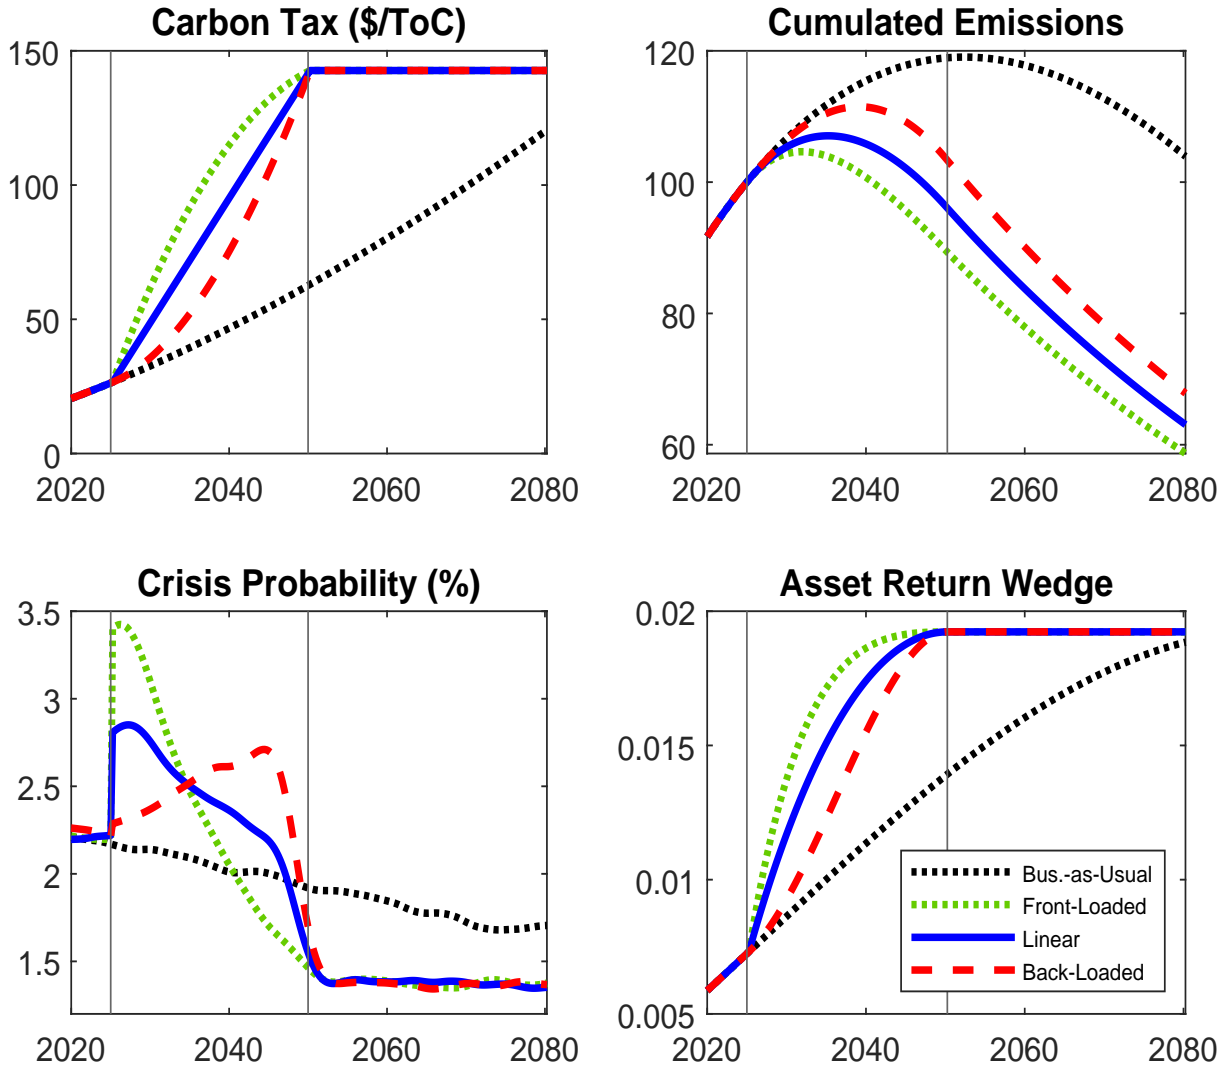 Carbon Tax ($/ToC)
150
100
50
0
2020 2040 2060 2080
Cumulated Emissions
120
100
80
60
2020 2040 2060 2080
Crisis Probability (%)
3.5
3
2.5
2
1.5
2020 2040 2060 2080
Asset Return Wedge
0.02
0.015
0.01
0.005
2020 2040 2060 2080
Bus.-as-Usual
Front-Loaded
Linear
Back-Loaded